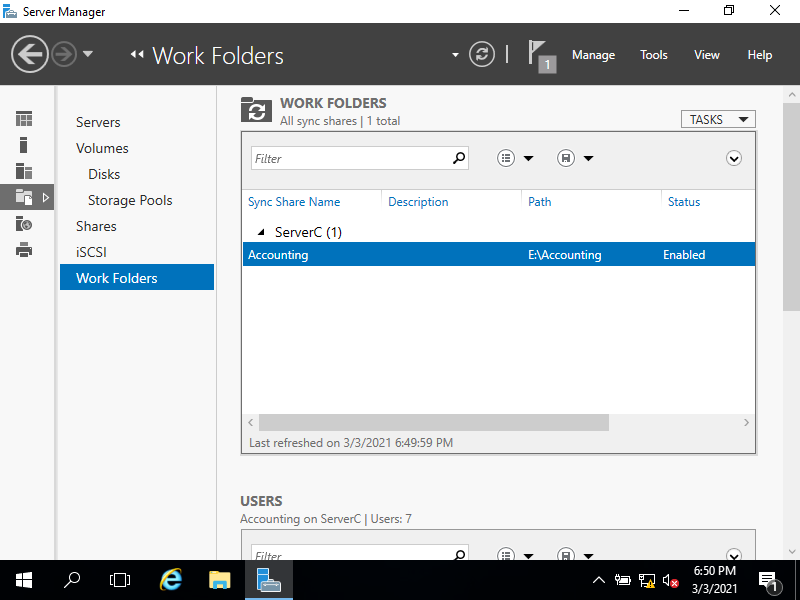 Server Manager
Work Folders
1
Manage
Tools
View
Help
Servers
Volumes
Disks
Storage Pools
Shares
iSCSI
Work Folders
WORK FOLDERS
All sync shares | 1 total
TASKS
Filter
Sync Share Name Description Path Status
ServerC (1)
Accounting E:\Accounting Enabled
Last refreshed on 3/3/2021 6:49:59 PM
USERS
Accounting on ServerC | Users: 7
Filter
6:50 PM
3/3/2021
1